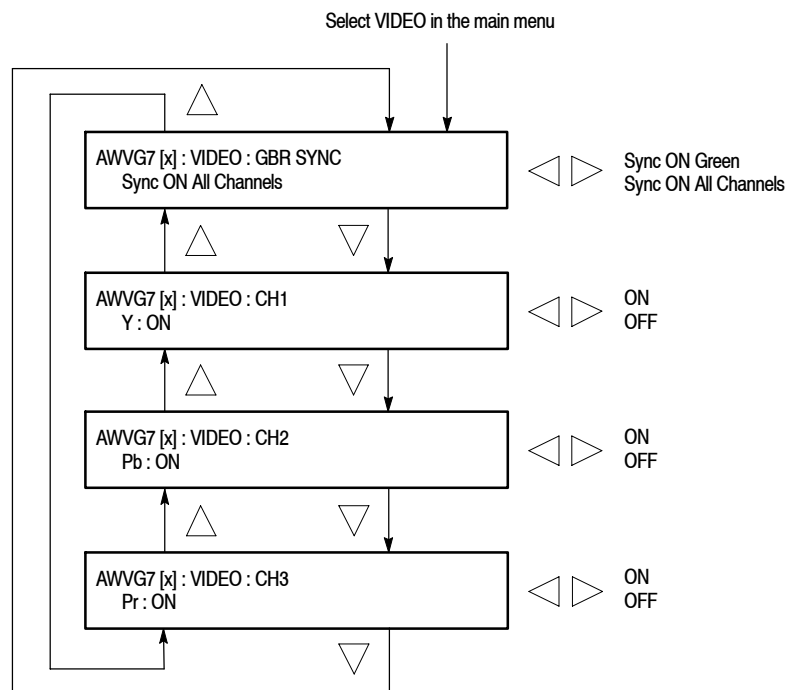 Select VIDEO in the main menu
AWVG7 [x] : VIDEO : GBR SYNC
Sync ON All Channels
Sync ON Green
Sync ON All Channels
AWVG7 [x] : VIDEO : CH1
Y : ON
ON
OFF
AWVG7 [x] : VIDEO : CH2
Pb : ON
ON
OFF
AWVG7 [x] : VIDEO : CH3
Pr : ON
ON
OFF